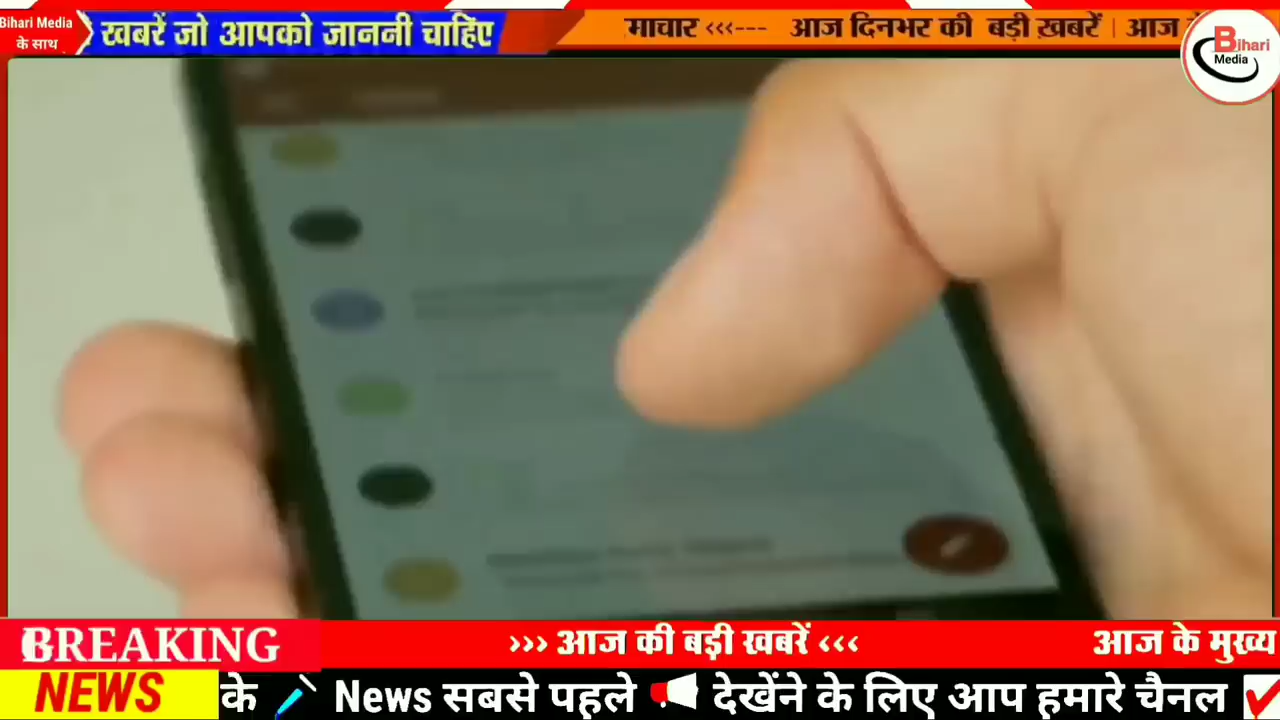 Bihari Media
के साथ
खबरें जो आपको जाननी चाहिए
माचार <<<--- आज दिनभर की बड़ी ख़बरें | आज
Bihari
Media
BREAKING
>>> आज की बड़ी खबरें <<<
आज के मुख्य
NEWS
के News सबसे पहले देखेंने के लिए आप हमारे चैनल